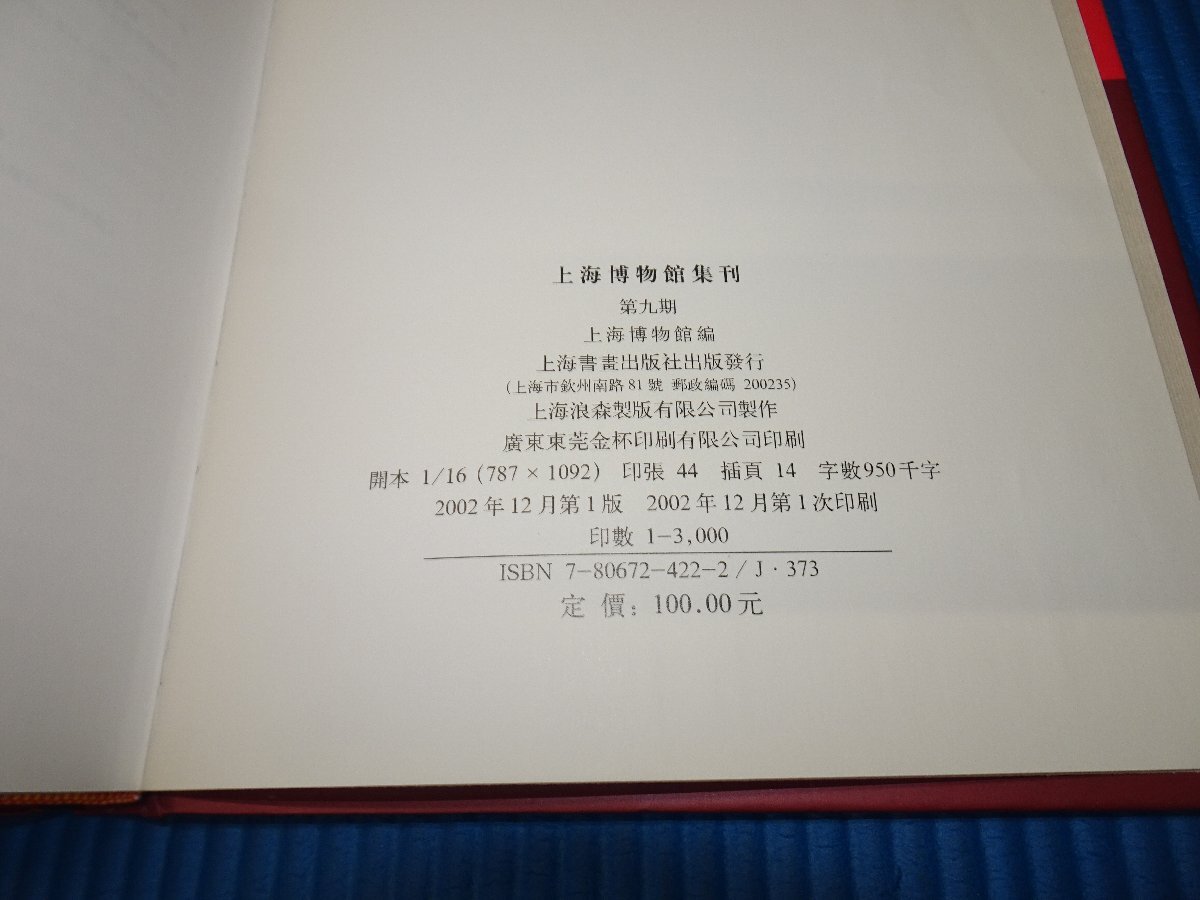 上海博物館集刊
第九期
上海博物館編
上海書畫出版社出版發行
(上海市欽州南路81號 郵政編碼 200235)
上海浪森製版有限公司製作
廣東東莞金杯印刷有限公司印刷
開本 1/16 (787 × 1092) 印張 44 插頁 14 字數950千字
2002年12月第1版 2002年12月第1次印刷
印數 1-3,000
ISBN 7-80672-422-2 / J · 373
定 價: 100.00元